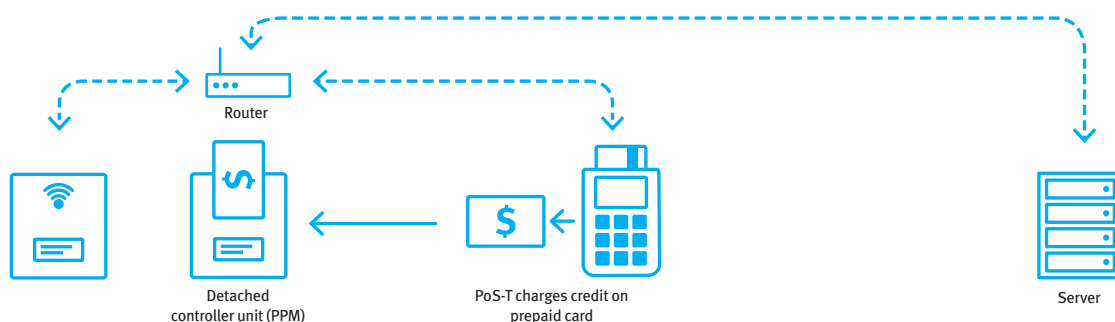 Router
$
$
Detached
controller unit (PPM)
PoS-T charges credit on
prepaid card
Server